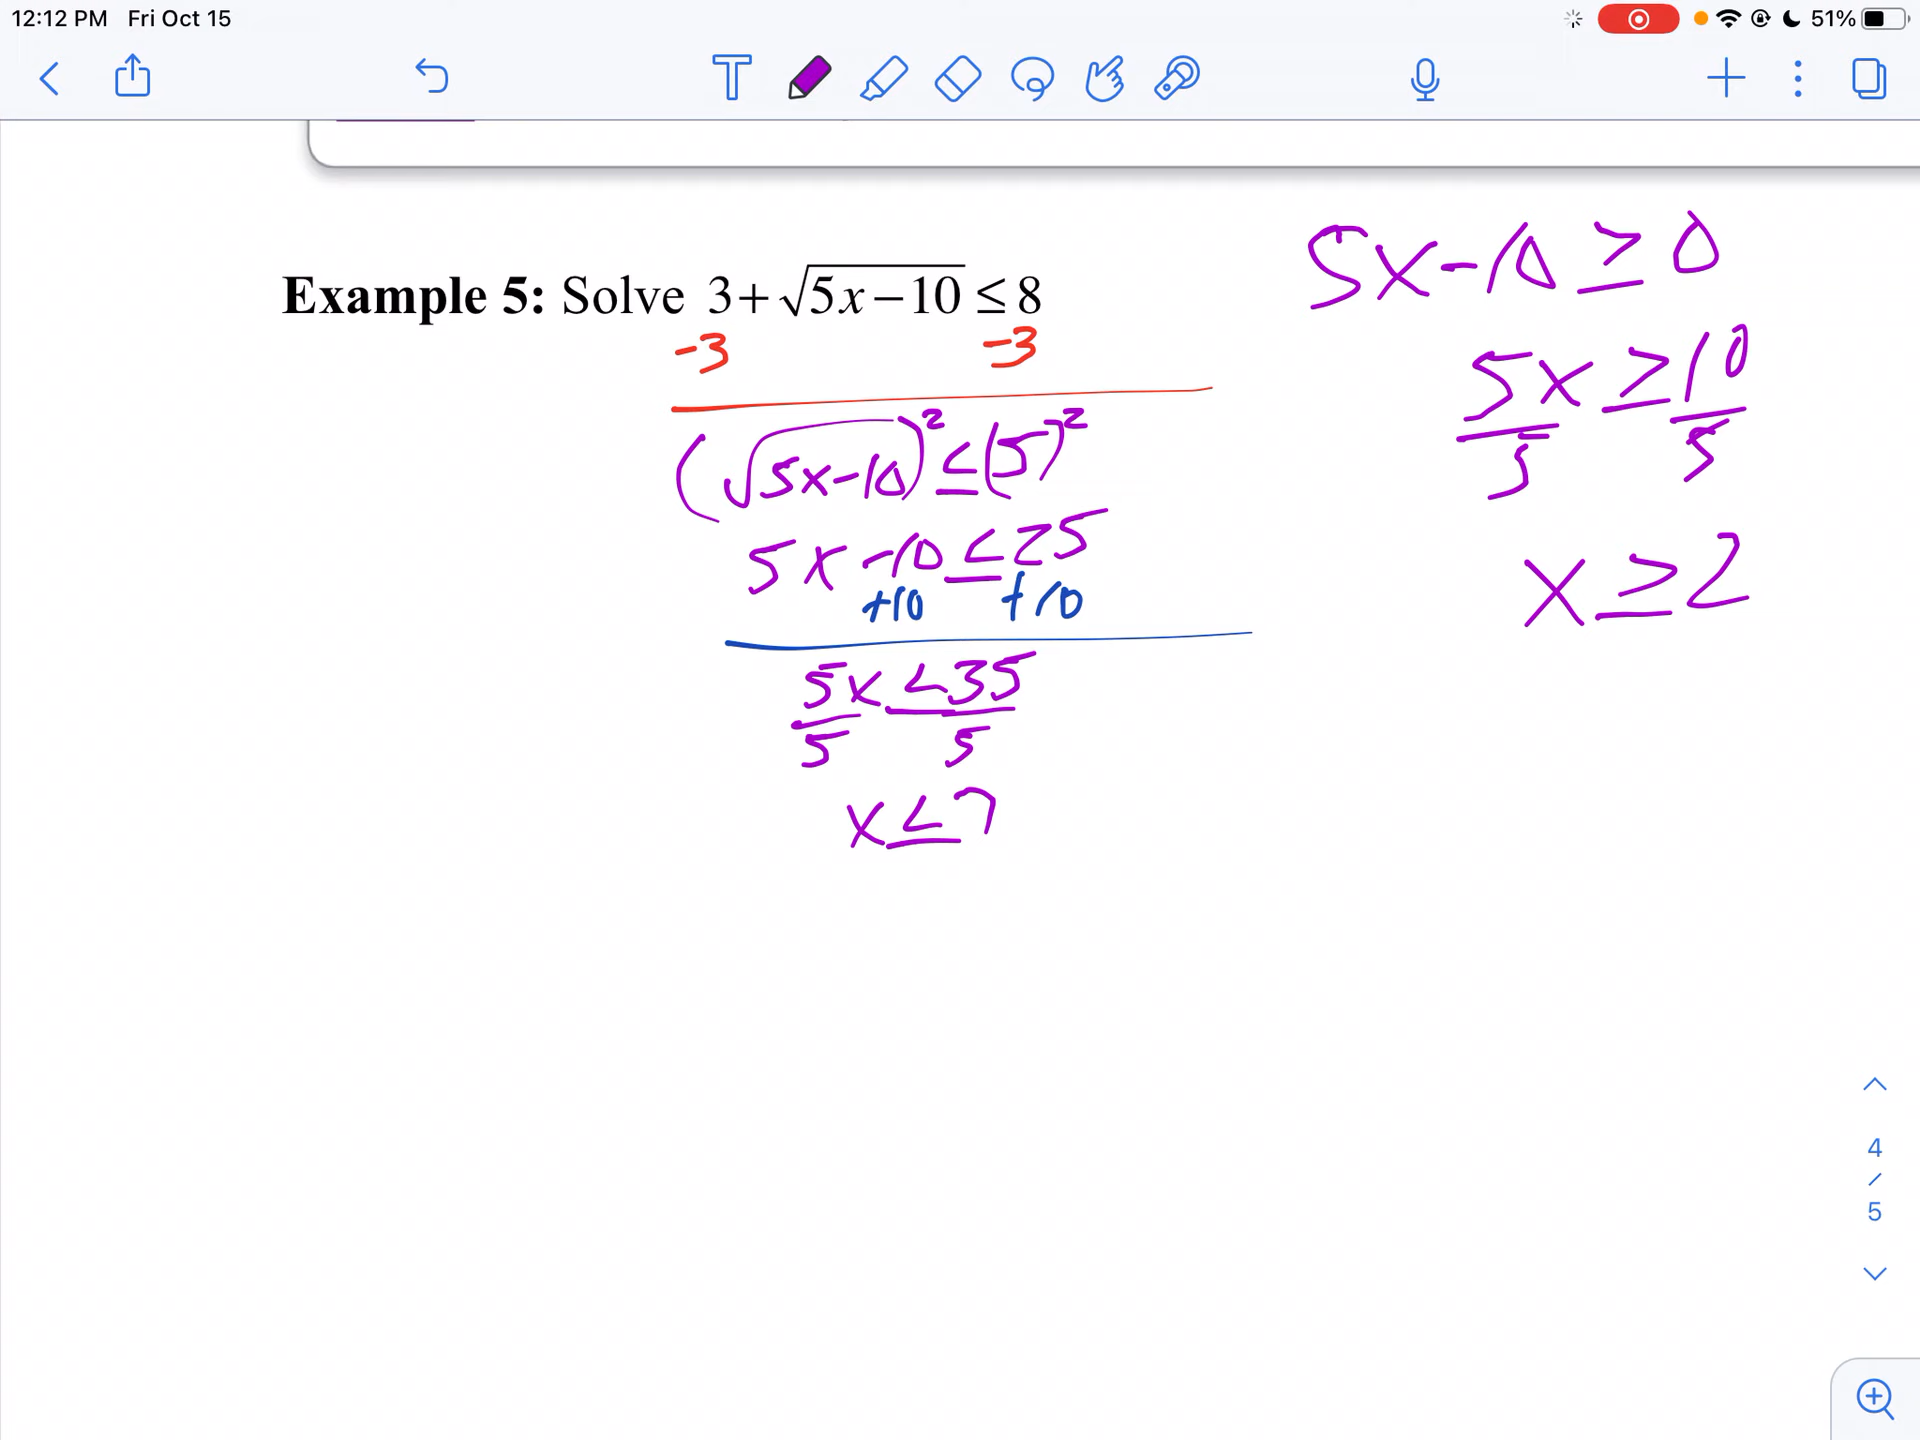 12:12 PM Fri Oct 15 51%
T
Example 5: Solve 3+√5x−10 ≤ 8
-3 -3
(√5x-10)² ≤ (5)²
5x -10 ≤ 25
+10 +10
5x ≤ 35
5 5
x ≤ 7
5x-10 ≥ 0
5x ≥ 10
5 5
x ≥ 2
4
/
5